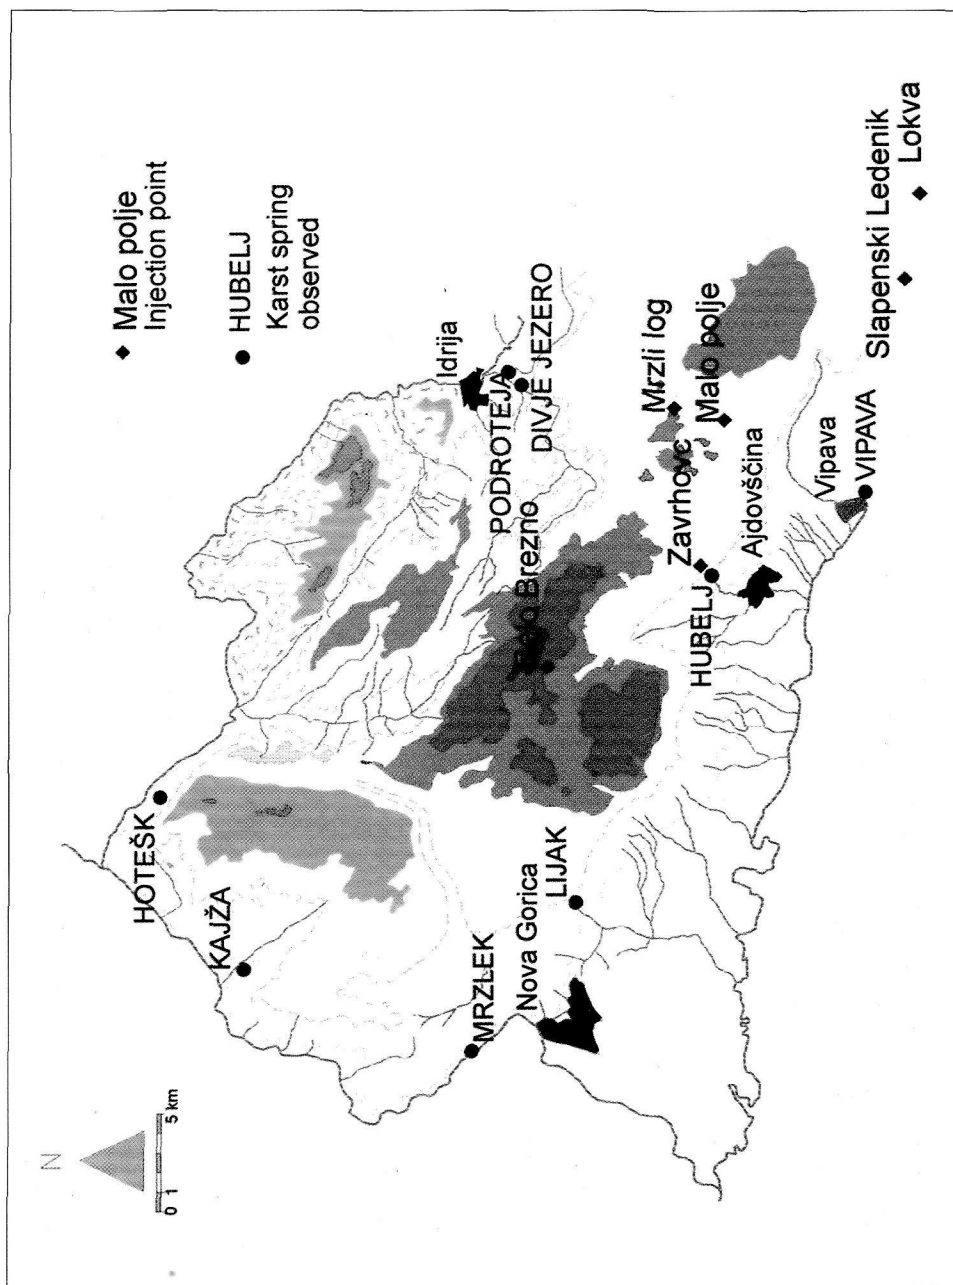 Malo polje
Injection point
HUBELJ
Karst spring
observed
Slapenski Ledenik
Lokva
Idrija
PODROTEJA
DIVJE JEZERO
Mrzli log
Malo polje
Zavrhovc
Brezno
Ajdovščina
Vipava
VIPAVA
HUBELJ
HOTEŠK
KAJŽA
LIJAK
Nova Gorica
MRZLEK
N
0 1 5 km